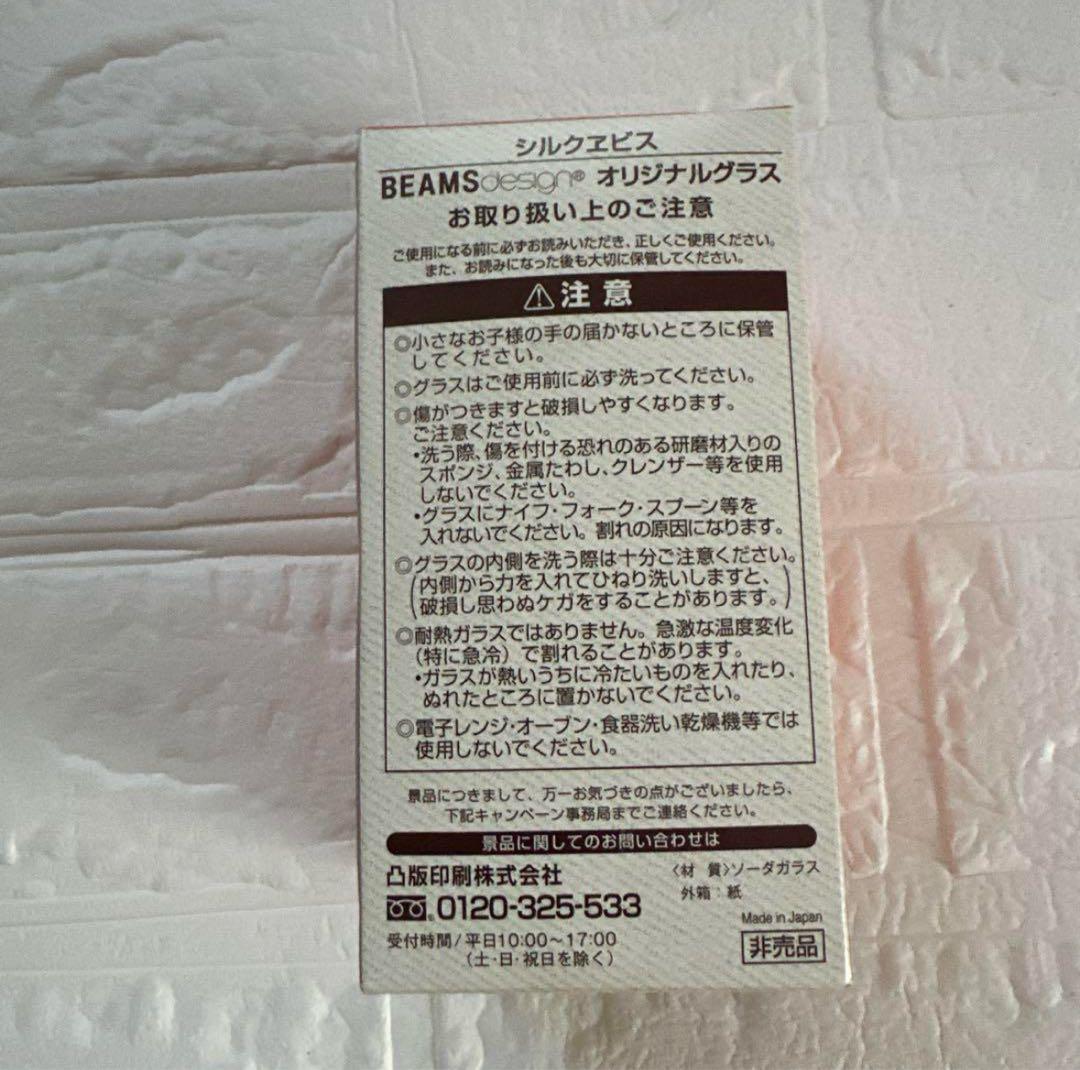 シルクヱビス
BEAMSdesign® オリジナルグラス
お取り扱い上のご注意
ご使用になる前に必ずお読みいただき、正しくご使用ください。
また、お読みになった後も大切に保管してください。
⚠注意
◎小さなお子様の手の届かないところに保管
してください。
◎グラスはご使用前に必ず洗ってください。
◎傷がつきますと破損しやすくなります。
ご注意ください。
・洗う際、傷を付ける恐れのある研磨材入りの
スポンジ、金属たわし、クレンザー等を使用
しないでください。
・グラスにナイフ・フォーク・スプーン等を
入れないでください。割れの原因になります。
◎グラスの内側を洗う際は十分ご注意ください。
(内側から力を入れてひねり洗いしますと、
破損し思わぬケガをすることがあります。)
◎耐熱ガラスではありません。急激な温度変化
(特に急冷)で割れることがあります。
・ガラスが熱いうちに冷たいものを入れたり、
ぬれたところに置かないでください。
◎電子レンジ・オーブン・食器洗い乾燥機等では
使用しないでください。
景品につきまして、万一お気づきの点がございましたら、
下記キャンペーン事務局までご連絡ください。
景品に関してのお問い合わせは
凸版印刷株式会社
0120-325-533
受付時間/平日10:00～17:00
(土・日・祝日を除く)
〈材 質〉ソーダガラス
外箱:紙
Made in Japan
非売品